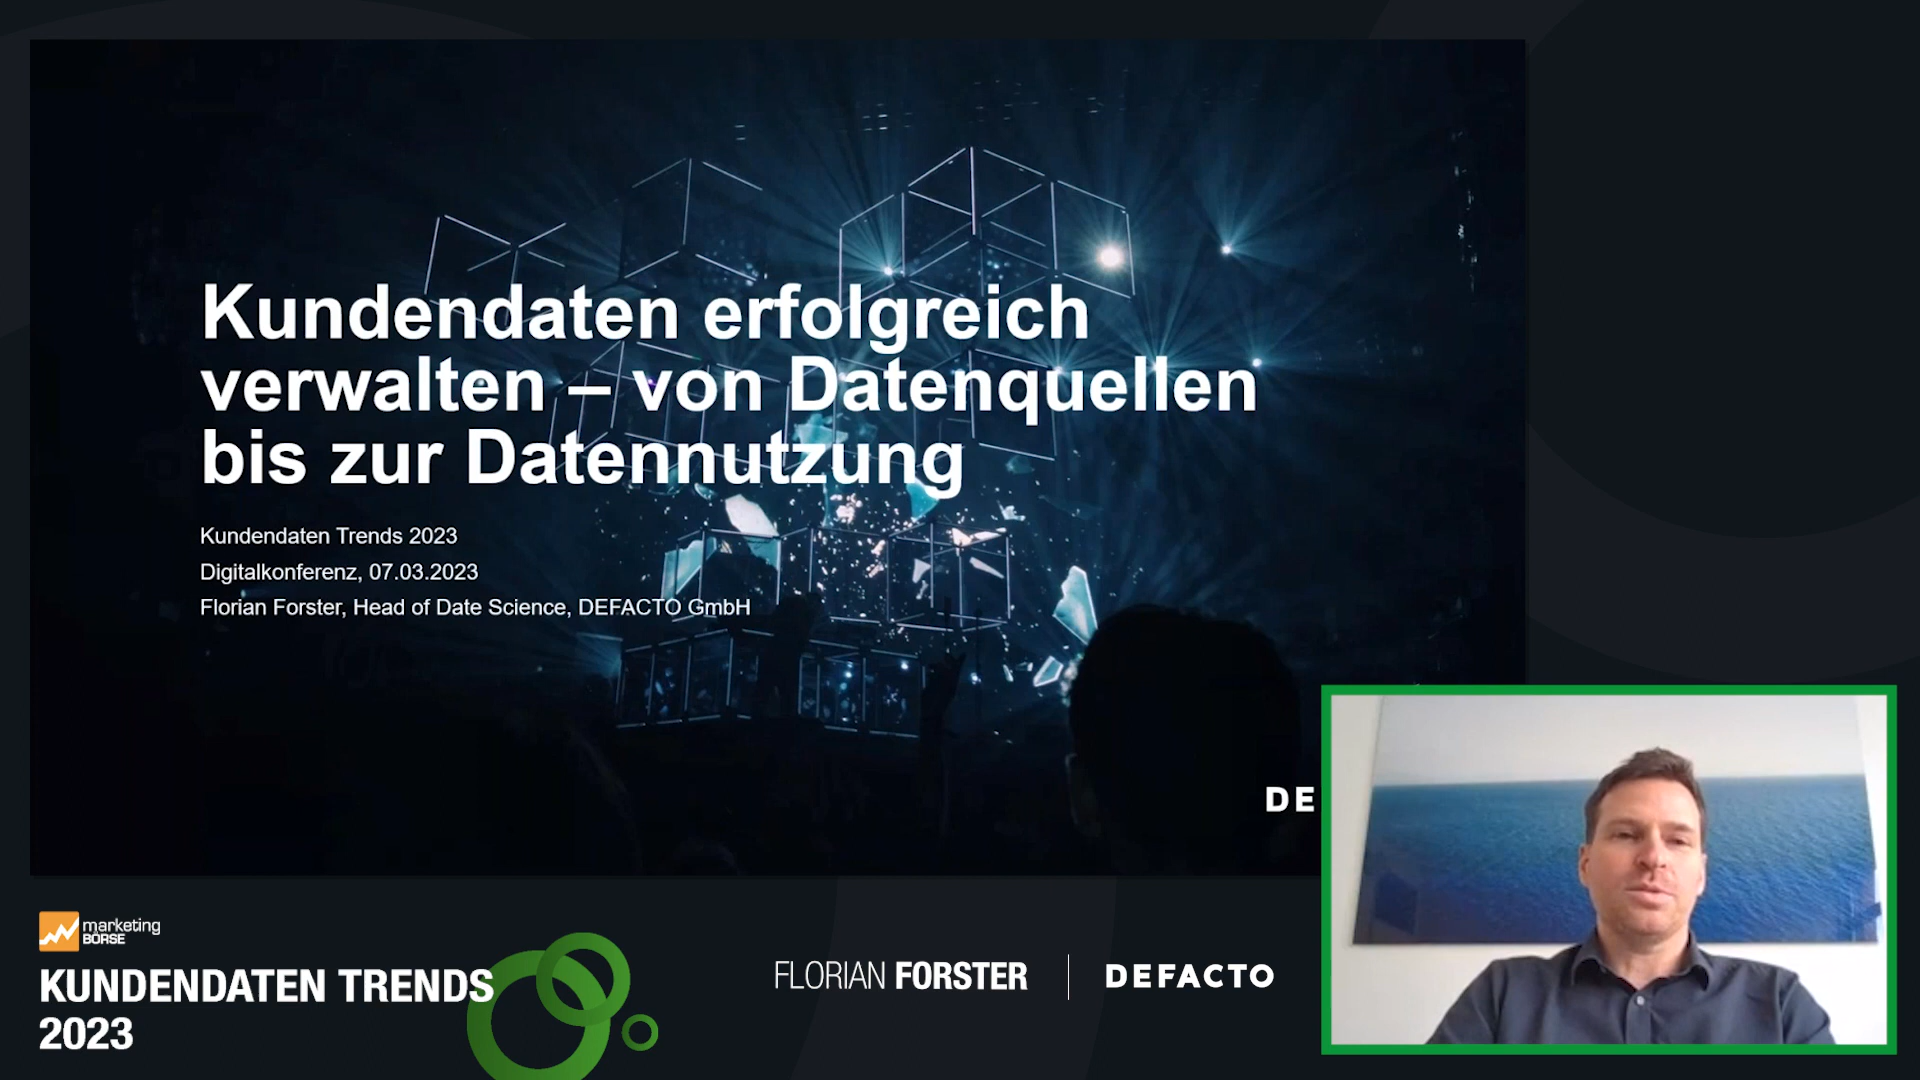 Kundendaten erfolgreich
verwalten – von Datenquellen
bis zur Datennutzung
Kundendaten Trends 2023
Digitalkonferenz, 07.03.2023
Florian Forster, Head of Date Science, DEFACTO GmbH
DE
marketing
BÖRSE
KUNDENDATEN TRENDS
2023
FLORIAN FORSTER
DEFACTO